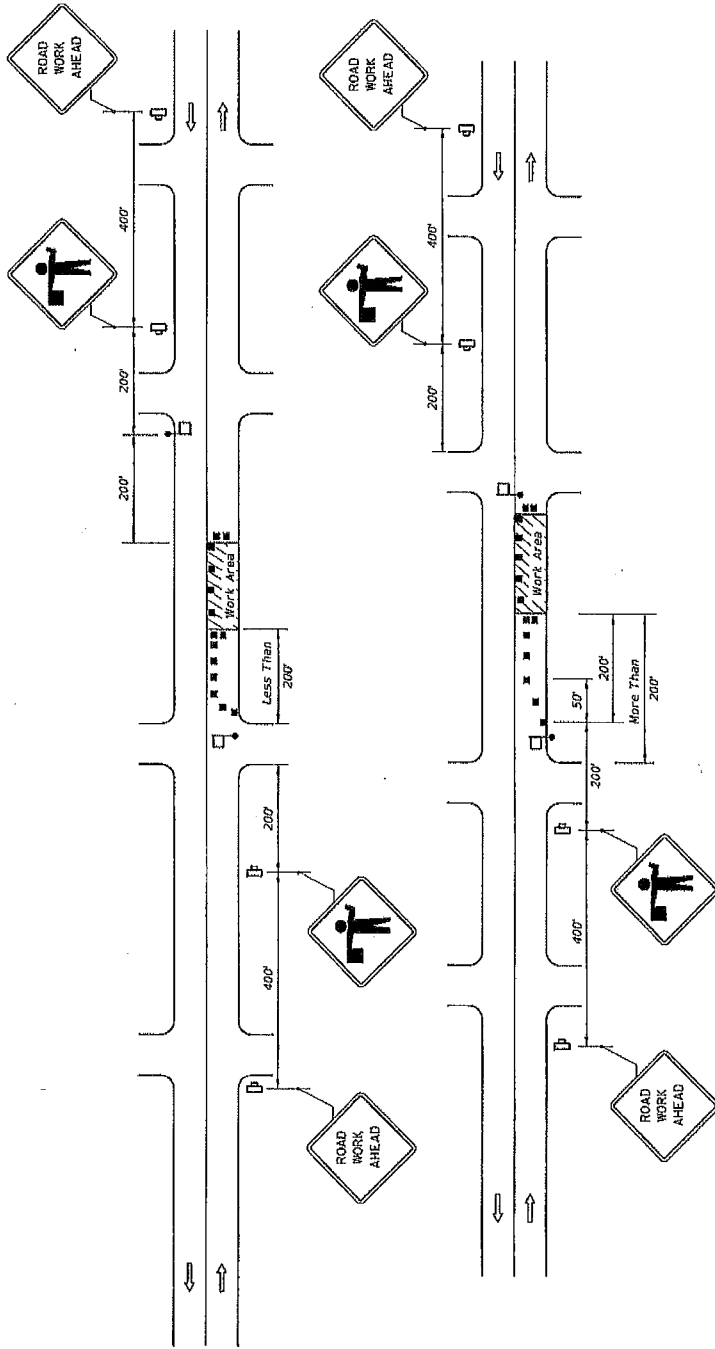 ROAD
WORK
AHEAD
400'
200'
200'
Work Area
Less Than
200'
200'
400'
ROAD
WORK
AHEAD
ROAD
WORK
AHEAD
400'
200'
Work Area
50'
200'
More Than
200'
200'
400'
ROAD
WORK
AHEAD